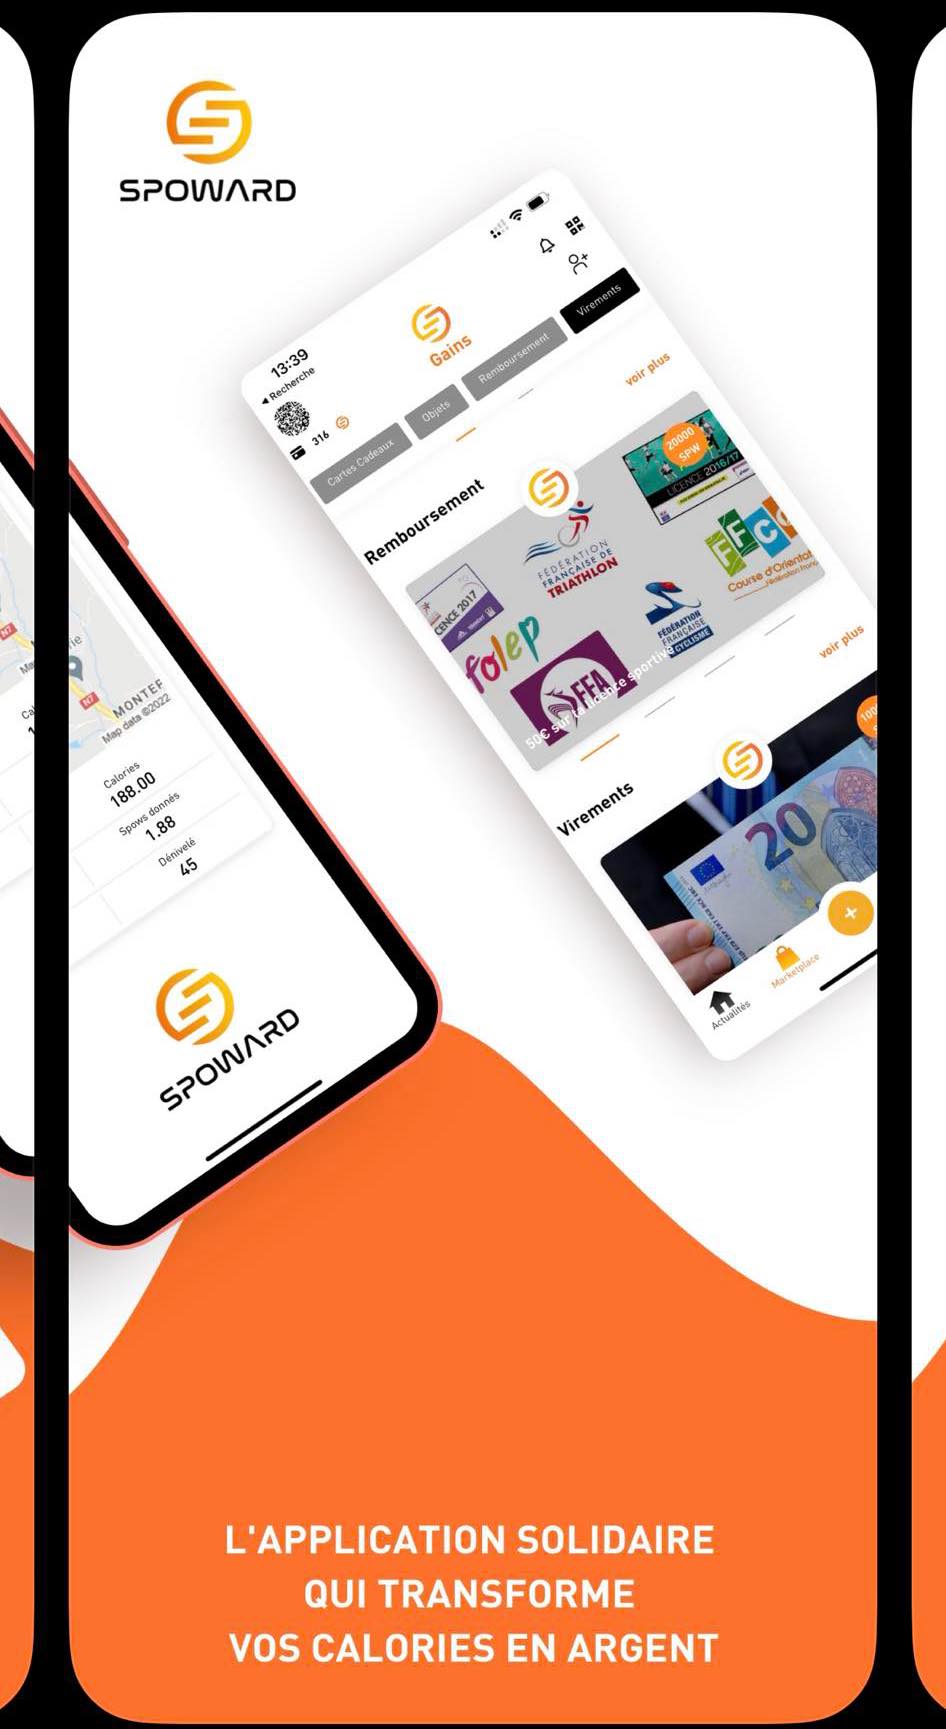 SPOWARD
13:39
Recherche
316
Gains
Cartes Cadeaux
Objets
Remboursement
Virements
voir plus
Remboursement
20000
SPW
LICENCE 2016/17
FÉDÉRATION
FRANÇAISE DE
TRIATHLON
CENCE 2017
folep
FFA
FÉDÉRATION
FRANÇAISE
CYCLISME
FFCO
Course d'Orientat
50€ sur ta licence sportive
voir plus
Virements
100
20
Actualités
Marketplace
N7
MONTEF
Map data ©2022
Calories
188.00
Spows donnés
1.88
Dénivelé
45
SPOWARD
L'APPLICATION SOLIDAIRE
QUI TRANSFORME
VOS CALORIES EN ARGENT